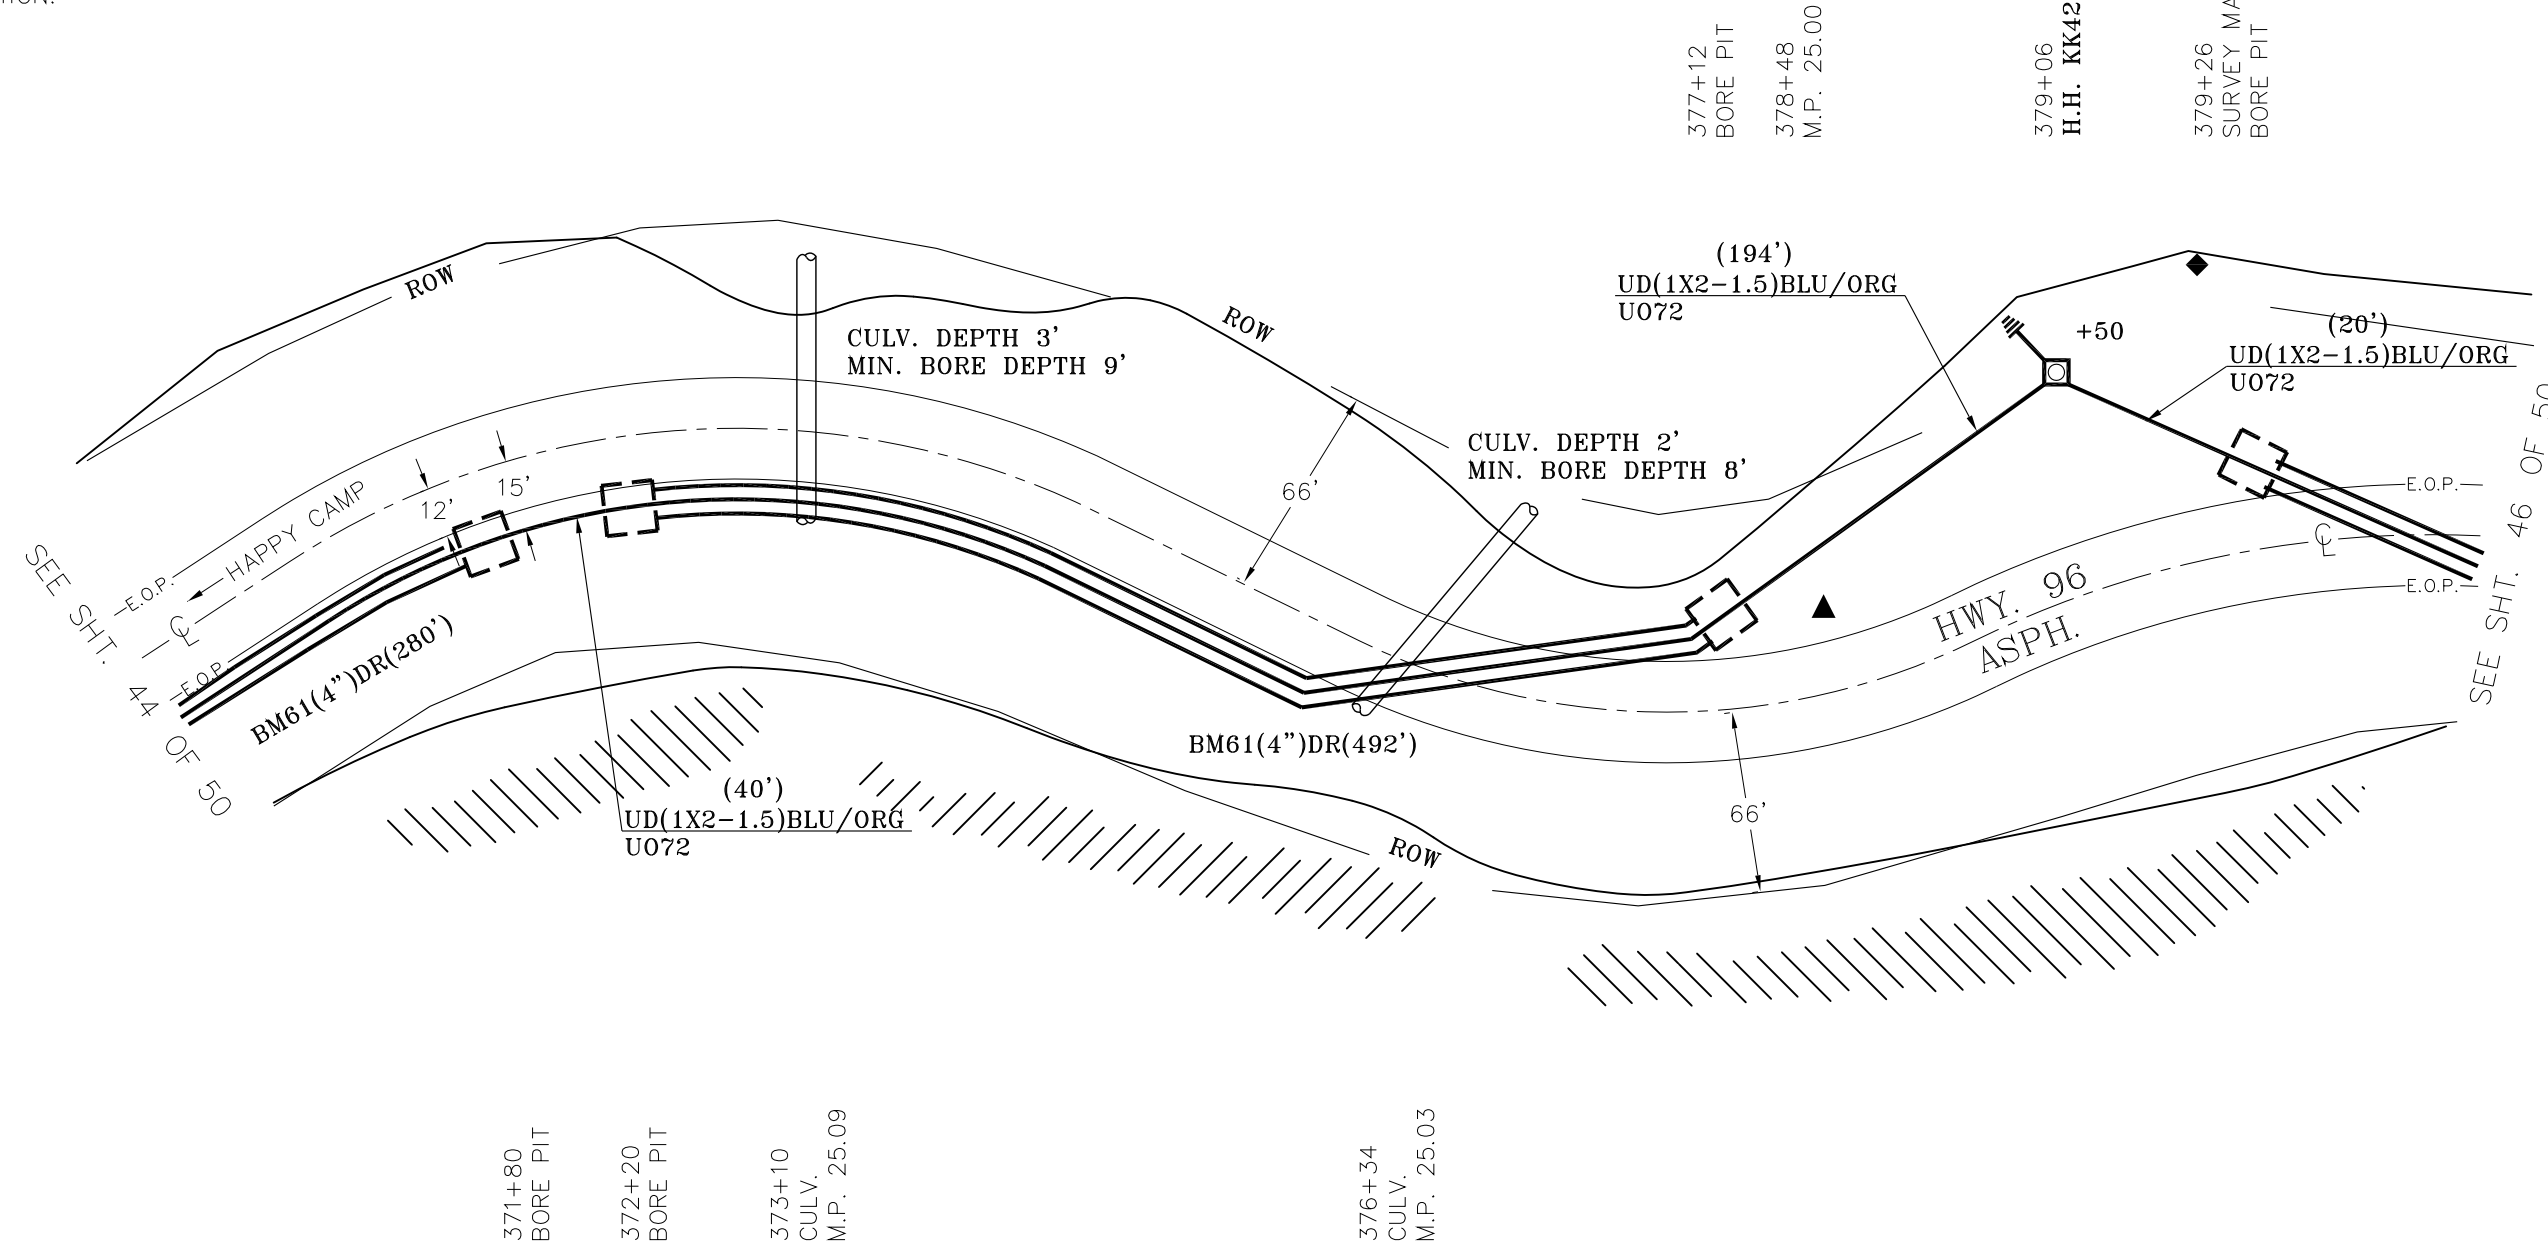 377+12
BORE PIT
378+48
M.P. 25.00
379+06
H.H. KK42
379+26
SURVEY
BORE PIT
ROW
ROW
(194')
UD(1X2-1.5)BLU/ORG
UO72
+50
(20')
UD(1X2-1.5)BLU/ORG
UO72
CULV. DEPTH 3'
MIN. BORE DEPTH 9'
CULV. DEPTH 2'
MIN. BORE DEPTH 8'
66'
12'
15'
HAPPY CAMP
E.O.P.
℄
E.O.P.
SEE SHT. 44 OF 50
BM61(4")DR(280')
BM61(4")DR(492')
(40')
UD(1X2-1.5)BLU/ORG
UO72
ROW
66'
HWY. 96
ASPH.
E.O.P.
℄
E.O.P.
SEE SHT. 46 OF 50
371+80
BORE PIT
372+20
BORE PIT
373+10
CULV.
M.P. 25.09
376+34
CULV.
M.P. 25.03